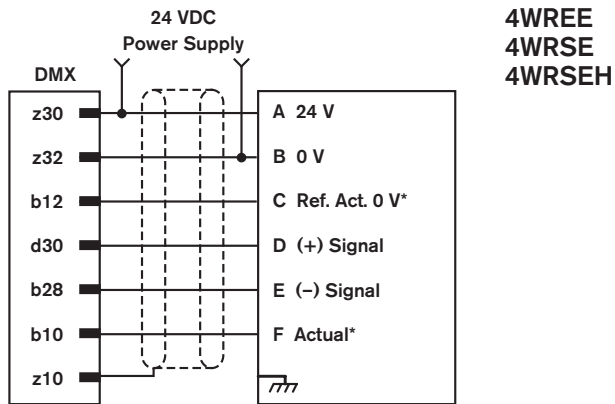 24 VDC
Power Supply
4WREE
4WRSE
4WRSEH
DMX
z30
A 24 V
z32
B 0 V
b12
C Ref. Act. 0 V*
d30
D (+) Signal
b28
E (–) Signal
b10
F Actual*
z10